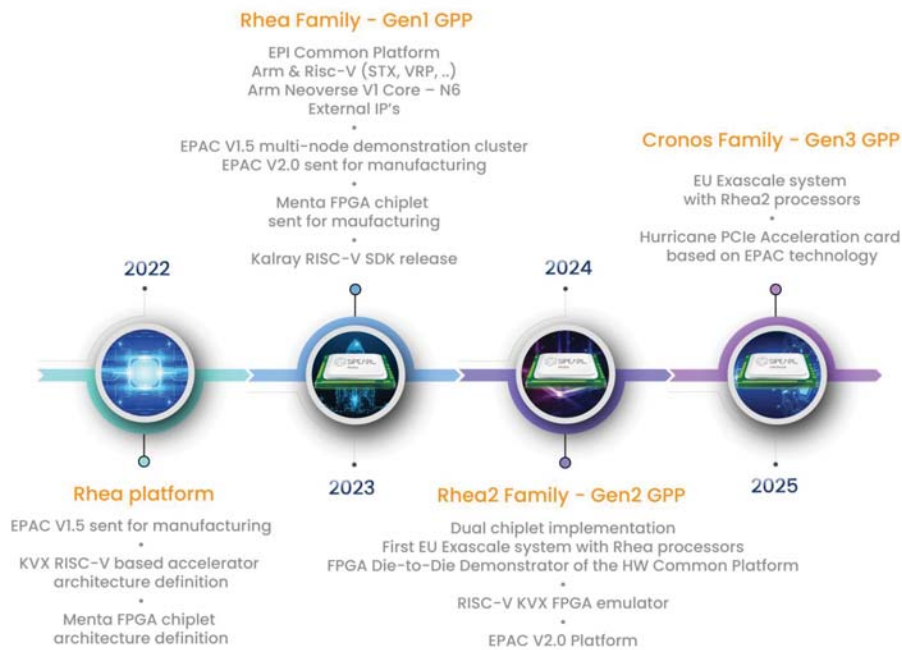 Rhea Family - Gen1 GPP
EPI Common Platform
Arm & Risc-V (STX, VRP, ..)
Arm Neoverse V1 Core – N6
External IP's
•
EPAC V1.5 multi-node demonstration cluster
EPAC V2.0 sent for manufacturing
•
Menta FPGA chiplet
sent for maufacturing
•
Kalray RISC-V SDK release
Cronos Family - Gen3 GPP
EU Exascale system
with Rhea2 processors
•
Hurricane PCIe Acceleration card
based on EPAC technology
2022
2024
2023
2025
Rhea platform
EPAC V1.5 sent for manufacturing
•
KVX RISC-V based accelerator
architecture definition
•
Menta FPGA chiplet
architecture definition
Rhea2 Family - Gen2 GPP
Dual chiplet implementation
First EU Exascale system with Rhea processors
FPGA Die-to-Die Demonstrator of the HW Common Platform
•
RISC-V KVX FPGA emulator
•
EPAC V2.0 Platform